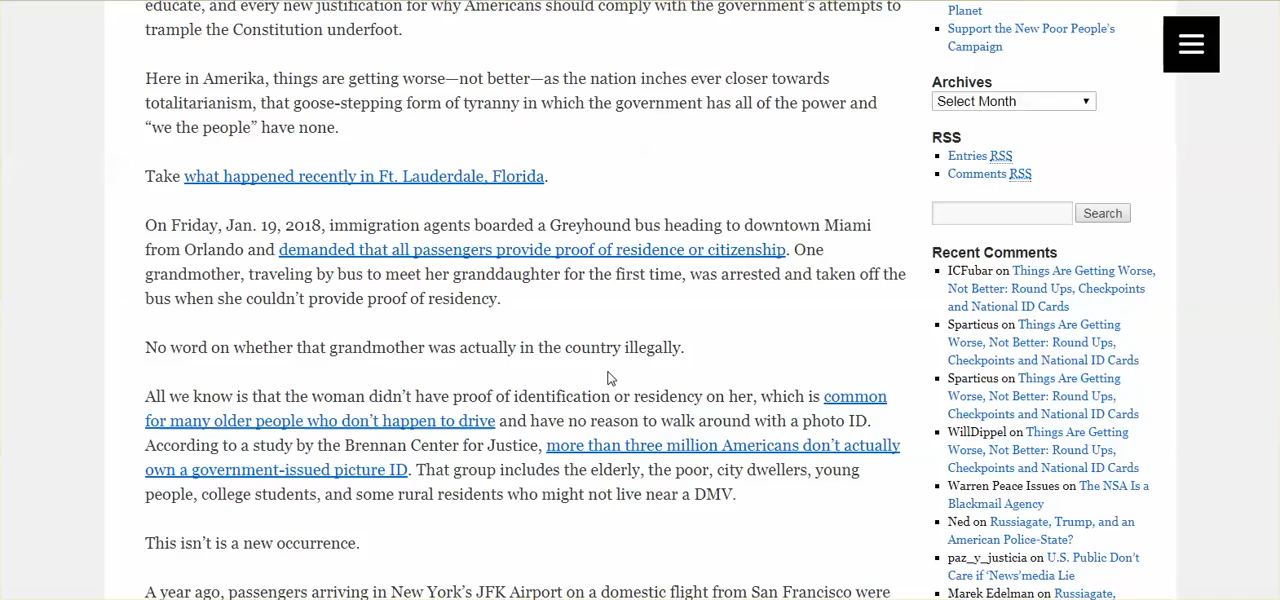 educate, and every new justification for why Americans should comply with the government's attempts to
trample the Constitution underfoot.
Here in Amerika, things are getting worse—not better—as the nation inches ever closer towards
totalitarianism, that goose-stepping form of tyranny in which the government has all of the power and
“we the people” have none.
Take what happened recently in Ft. Lauderdale, Florida.
On Friday, Jan. 19, 2018, immigration agents boarded a Greyhound bus heading to downtown Miami
from Orlando and demanded that all passengers provide proof of residence or citizenship. One
grandmother, traveling by bus to meet her granddaughter for the first time, was arrested and taken off the
bus when she couldn’t provide proof of residency.
No word on whether that grandmother was actually in the country illegally.
All we know is that the woman didn’t have proof of identification or residency on her, which is common
for many older people who don’t happen to drive and have no reason to walk around with a photo ID.
According to a study by the Brennan Center for Justice, more than three million Americans don’t actually
own a government-issued picture ID. That group includes the elderly, the poor, city dwellers, young
people, college students, and some rural residents who might not live near a DMV.
This isn’t is a new occurrence.
A year ago, passengers arriving in New York’s JFK Airport on a domestic flight from San Francisco were
Planet
Support the New Poor People’s
Campaign
Archives
Select Month
RSS
Entries RSS
Comments RSS
Search
Recent Comments
ICFubar on Things Are Getting Worse,
Not Better: Round Ups, Checkpoints
and National ID Cards
Sparticus on Things Are Getting
Worse, Not Better: Round Ups,
Checkpoints and National ID Cards
Sparticus on Things Are Getting
Worse, Not Better: Round Ups,
Checkpoints and National ID Cards
WillDippel on Things Are Getting
Worse, Not Better: Round Ups,
Checkpoints and National ID Cards
Warren Peace Issues on The NSA Is a
Blackmail Agency
Ned on Russiagate, Trump, and an
American Police-State?
paz_y_justicia on U.S. Public Don’t
Care if ‘News’media Lie
Marek Edelman on Russiagate,